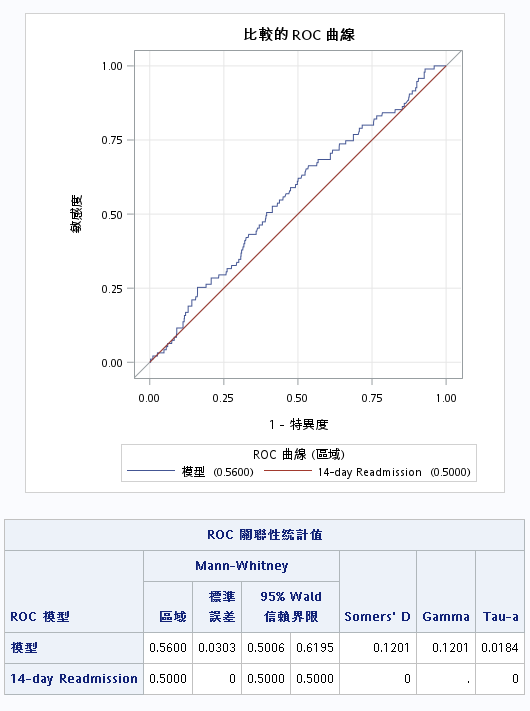 比較的 ROC 曲線
1.00
0.75
0.50
0.25
0.00
敏感度
0.00 0.25 0.50 0.75 1.00
1 - 特異度
ROC 曲線 (區域)
模型 (0.5600) 14-day Readmission (0.5000)
ROC 關聯性統計值
Mann-Whitney
ROC 模型 區域 標準誤差 95% Wald 信賴界限 Somers' D Gamma Tau-a
模型 0.5600 0.0303 0.5006 0.6195 0.1201 0.1201 0.0184
14-day Readmission 0.5000 0 0.5000 0.5000 0 . 0